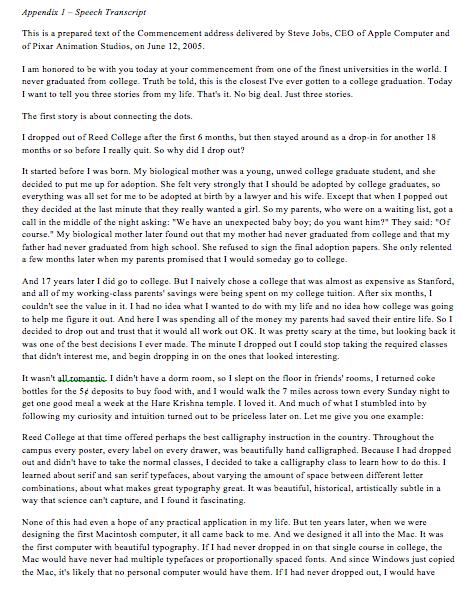 Appendix 1 – Speech Transcript
This is a prepared text of the Commencement address delivered by Steve Jobs, CEO of Apple Computer and
of Pixar Animation Studios, on June 12, 2005.
I am honored to be with you today at your commencement from one of the finest universities in the world. I
never graduated from college. Truth be told, this is the closest I've ever gotten to a college graduation. Today
I want to tell you three stories from my life. That's it. No big deal. Just three stories.
The first story is about connecting the dots.
I dropped out of Reed College after the first 6 months, but then stayed around as a drop-in for another 18
months or so before I really quit. So why did I drop out?
It started before I was born. My biological mother was a young, unwed college graduate student, and she
decided to put me up for adoption. She felt very strongly that I should be adopted by college graduates, so
everything was all set for me to be adopted at birth by a lawyer and his wife. Except that when I popped out
they decided at the last minute that they really wanted a girl. So my parents, who were on a waiting list, got a
call in the middle of the night asking: "We have an unexpected baby boy; do you want him?" They said: "Of
course." My biological mother later found out that my mother had never graduated from college and that my
father had never graduated from high school. She refused to sign the final adoption papers. She only relented
a few months later when my parents promised that I would someday go to college.
And 17 years later I did go to college. But I naively chose a college that was almost as expensive as Stanford,
and all of my working-class parents' savings were being spent on my college tuition. After six months, I
couldn't see the value in it. I had no idea what I wanted to do with my life and no idea how college was going
to help me figure it out. And here I was spending all of the money my parents had saved their entire life. So I
decided to drop out and trust that it would all work out OK. It was pretty scary at the time, but looking back it
was one of the best decisions I ever made. The minute I dropped out I could stop taking the required classes
that didn't interest me, and begin dropping in on the ones that looked interesting.
It wasn't all romantic. I didn't have a dorm room, so I slept on the floor in friends' rooms, I returned coke
bottles for the 5¢ deposits to buy food with, and I would walk the 7 miles across town every Sunday night to
get one good meal a week at the Hare Krishna temple. I loved it. And much of what I stumbled into by
following my curiosity and intuition turned out to be priceless later on. Let me give you one example:
Reed College at that time offered perhaps the best calligraphy instruction in the country. Throughout the
campus every poster, every label on every drawer, was beautifully hand calligraphed. Because I had dropped
out and didn't have to take the normal classes, I decided to take a calligraphy class to learn how to do this. I
learned about serif and san serif typefaces, about varying the amount of space between different letter
combinations, about what makes great typography great. It was beautiful, historical, artistically subtle in a
way that science can't capture, and I found it fascinating.
None of this had even a hope of any practical application in my life. But ten years later, when we were
designing the first Macintosh computer, it all came back to me. And we designed it all into the Mac. It was
the first computer with beautiful typography. If I had never dropped in on that single course in college, the
Mac would have never had multiple typefaces or proportionally spaced fonts. And since Windows just copied
the Mac, it's likely that no personal computer would have them. If I had never dropped out, I would have